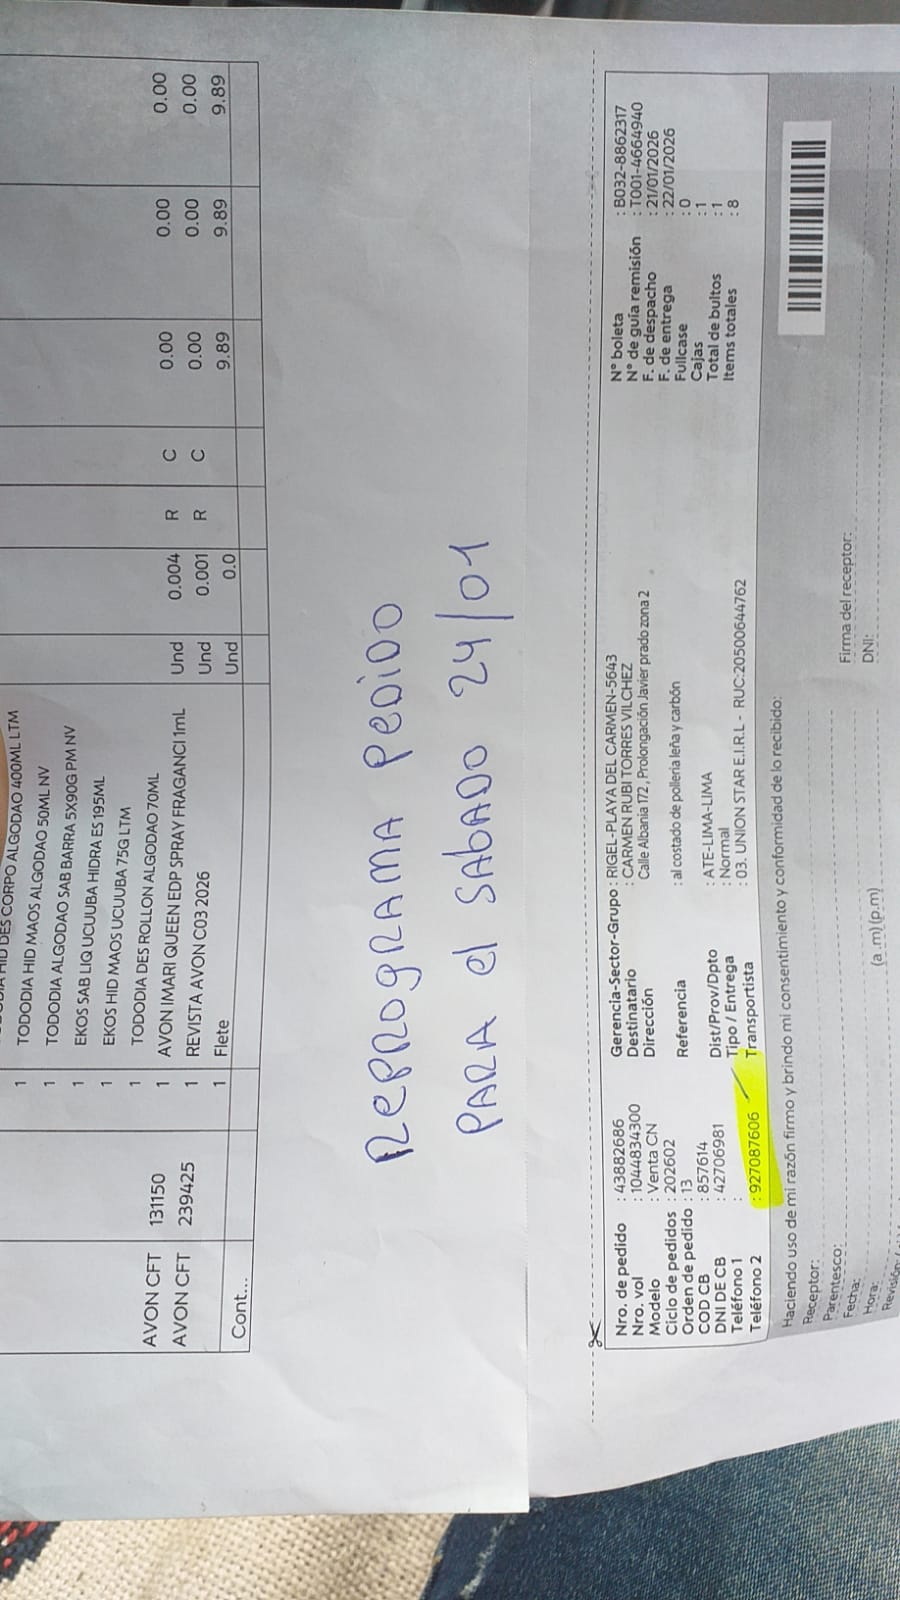 1 TODODIA HID MAOS ALGODAO 50ML NV
1 TODODIA ALGODAO SAB BARRA 5X90G PM NV
1 EKOS SAB LIQ UCUUBA HIDRA ES 195ML
1 EKOS HID MAOS UCUUBA 75G LTM
1 TODODIA DES ROLLON ALGODAO 70ML
AVON CFT 131150 1 AVON IMARI QUEEN EDP SPRAY FRAGANCI 1mL Und 0.004 R C 0.00 0.00 0.00
AVON CFT 239425 1 REVISTA AVON C03 2026 Und 0.001 R C 0.00 0.00 0.00
1 Flete Und 0.0 9.89 9.89 9.89
Cont...
REPROGRAMA PEDIDO
PARA el SABADO 24/01
Nro. de pedido : 43882686
Nro. vol : 1044834300
Modelo : Venta CN
Ciclo de pedidos : 202602
Orden de pedido : 13
COD CB : 857614
DNI DE CB : 42706981
Teléfono 1 :
Teléfono 2 : 927087606
Gerencia-Sector-Grupo : RIGEL-PLAYA DEL CARMEN-5643
Destinatario : CARMEN RUBI TORRES VILCHEZ
Dirección Calle Albania 172 , Prolongación Javier prado zona 2
Referencia : al costado de pollería leña y carbón
Dist/Prov/Dpto : ATE-LIMA-LIMA
Tipo / Entrega : Normal
Transportista : 03. UNION STAR E.I.R.L - RUC:20500644762
N° boleta : B032-8862317
N° de guía remisión : T001-4664940
F. de despacho : 21/01/2026
F. de entrega : 22/01/2026
Fullcase : 0
Cajas : 1
Total de bultos : 1
Items totales : 8
Haciendo uso de mi razón firmo y brindo mi consentimiento y conformidad de lo recibido:
Receptor:
Parentesco: Firma del receptor:
Fecha: DNI:
Hora: (a .m) (p.m)